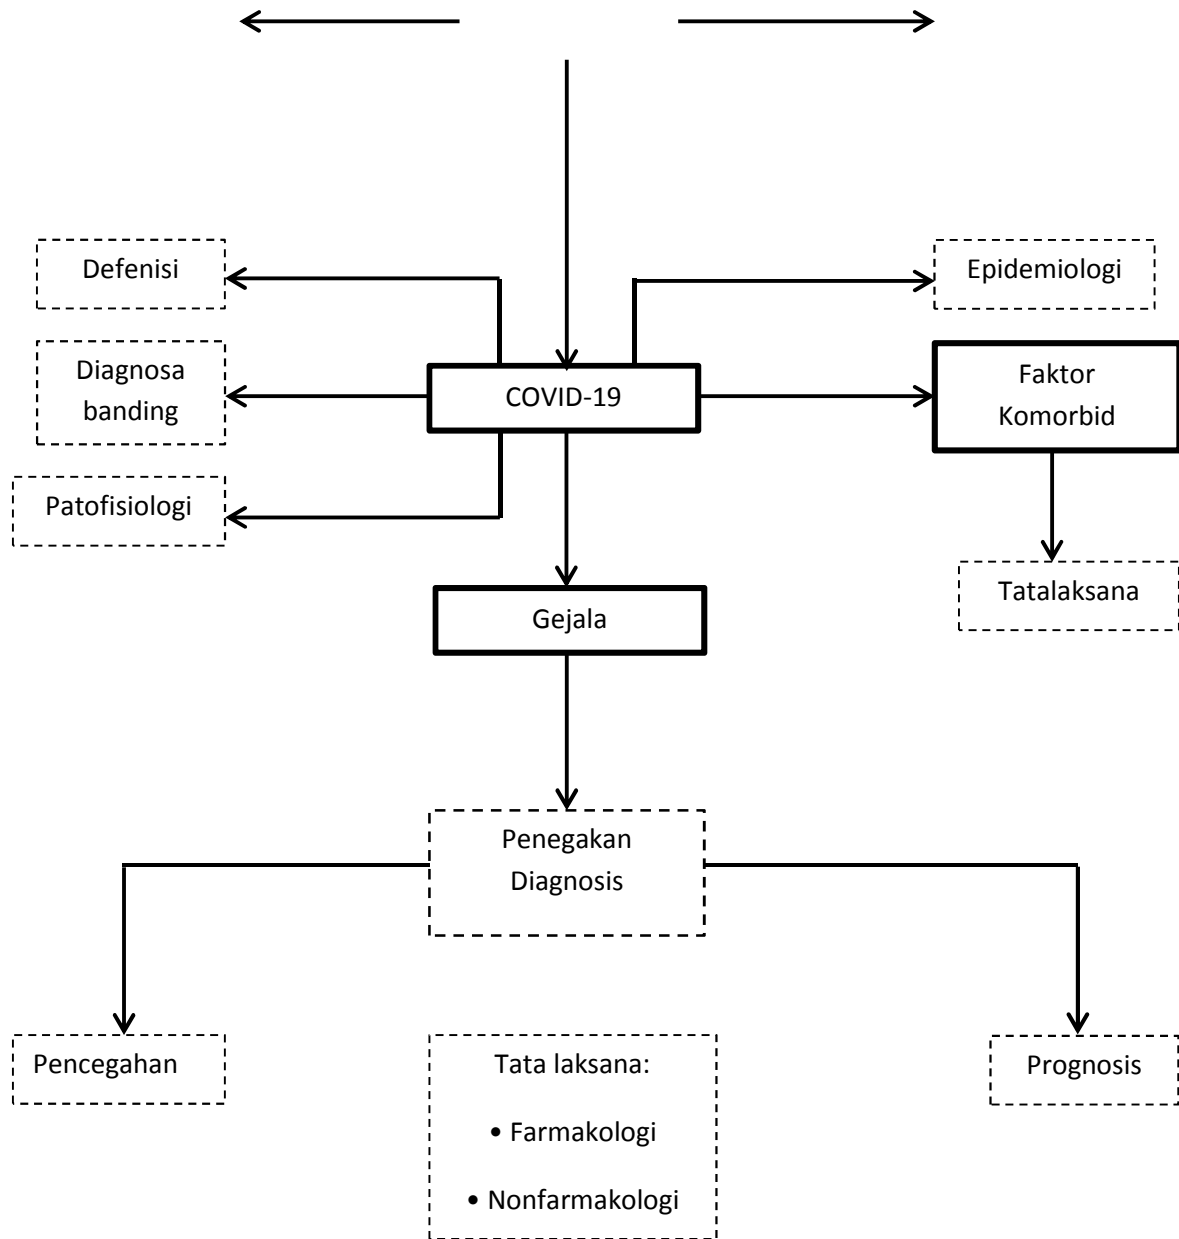 Defenisi
Epidemiologi
Diagnosa
banding
COVID-19
Faktor
Komorbid
Patofisiologi
Gejala
Tatalaksana
Penegakan
Diagnosis
Pencegahan
Tata laksana:
• Farmakologi
• Nonfarmakologi
Prognosis